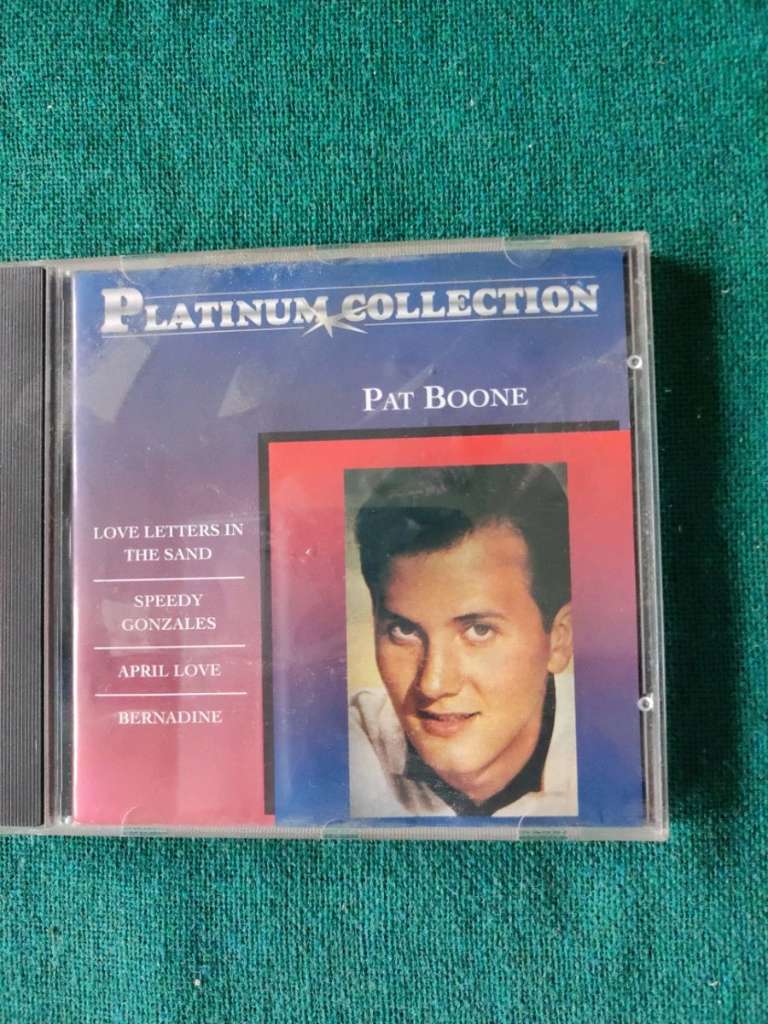 PLATINUM COLLECTION
PAT BOONE
LOVE LETTERS IN
THE SAND
SPEEDY
GONZALES
APRIL LOVE
BERNADINE